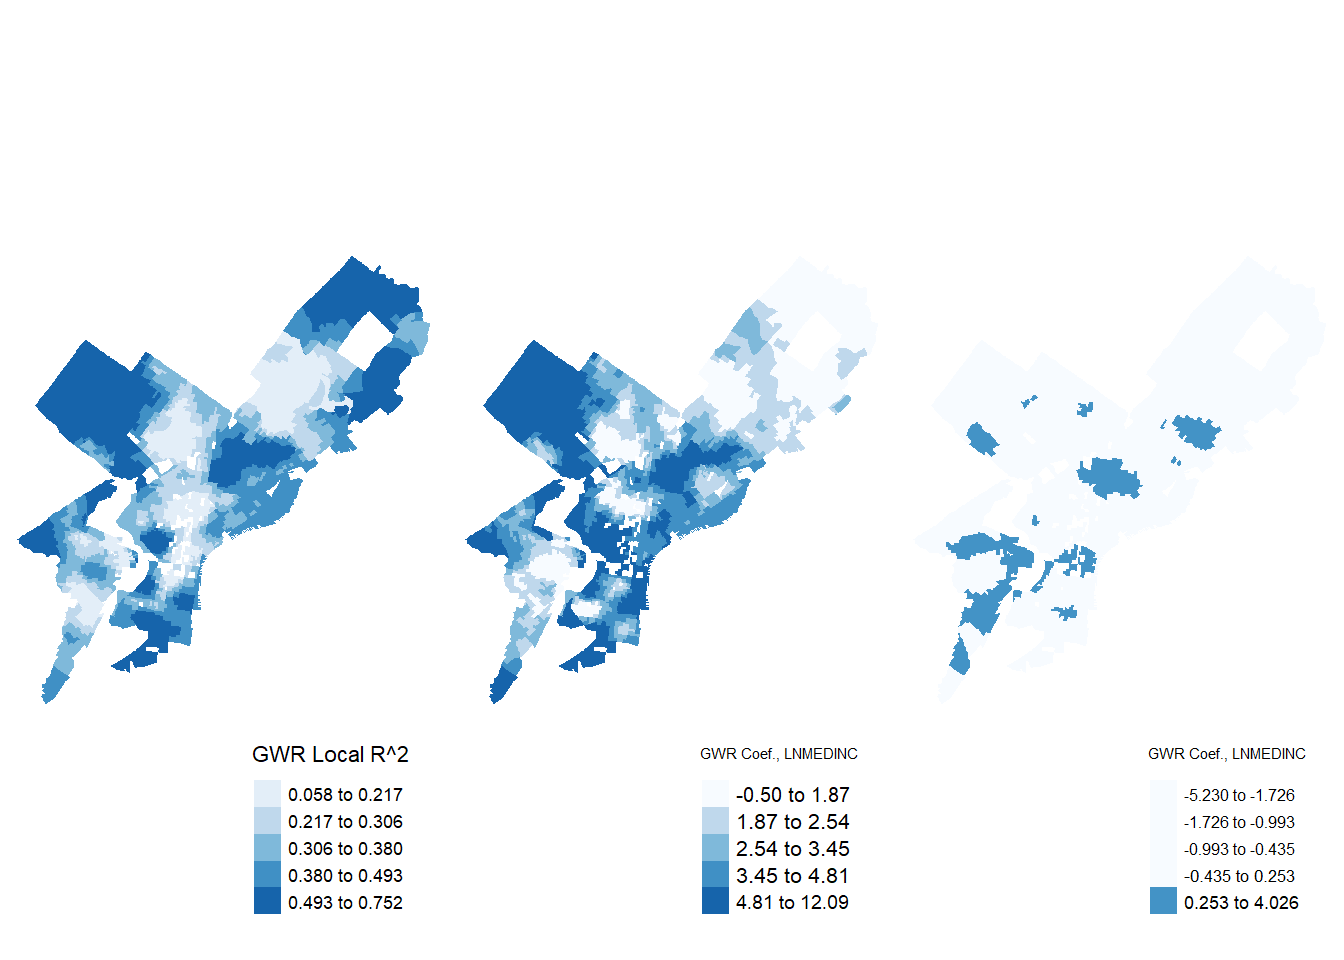 GWR Local R^2
0.058 to 0.217
0.217 to 0.306
0.306 to 0.380
0.380 to 0.493
0.493 to 0.752
GWR Coef., LNMEDINC
-0.50 to 1.87
1.87 to 2.54
2.54 to 3.45
3.45 to 4.81
4.81 to 12.09
GWR Coef., LNMEDINC
-5.230 to -1.726
-1.726 to -0.993
-0.993 to -0.435
-0.435 to 0.253
0.253 to 4.026